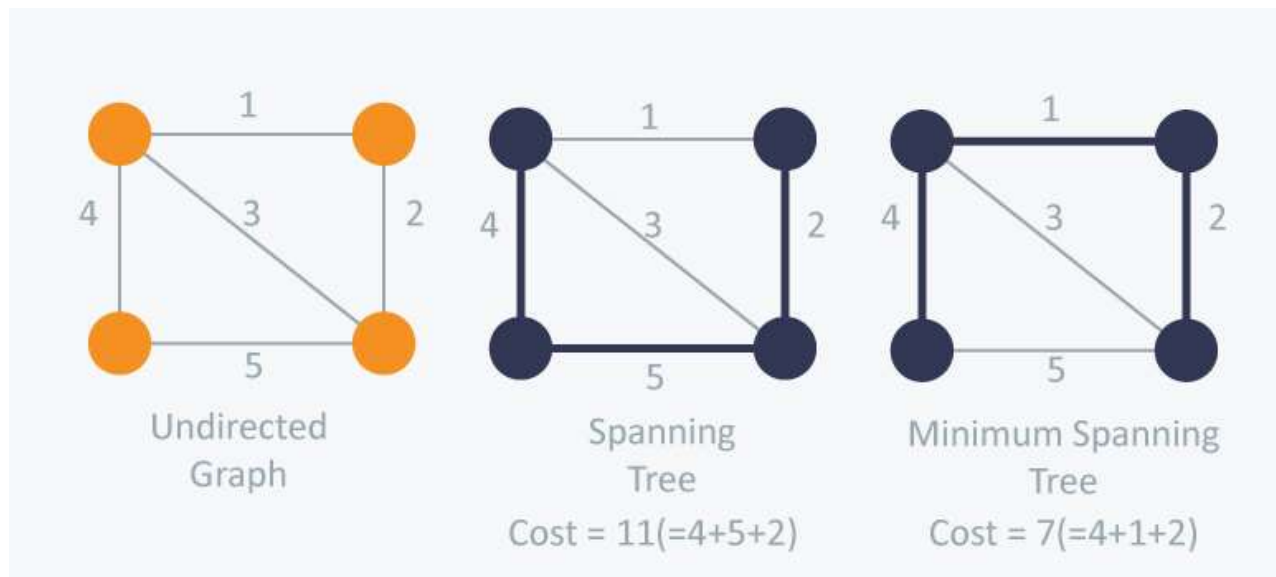 1
4
3
2
5
Undirected
Graph
1
4
3
2
5
Spanning
Tree
Cost = 11(=4+5+2)
1
4
3
2
5
Minimum Spanning
Tree
Cost = 7(=4+1+2)